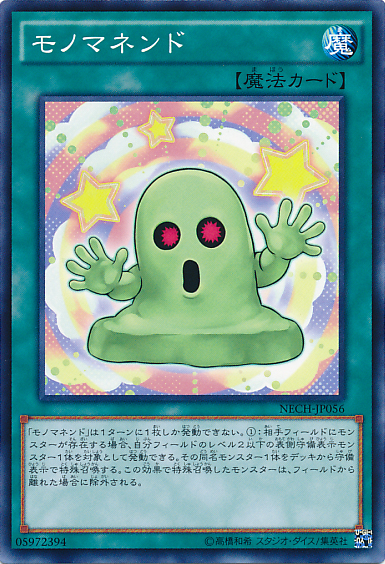 モノマネンド
魔
【魔法カード】
NECH-JP056
「モノマネンド」は1ターンに1枚しか発動できない。①:相手フィールドにモ
ンスターが存在する場合、自分フィールドのレベル2以下の表側守備表示モン
スター1体を対象として発動できる。その同名モンスター1体をデッキから守備
表示で特殊召喚する。この効果で特殊召喚したモンスターは、フィールドから
離れた場合に除外される。
05972394
©高橋和希 スタジオ・ダイス/集英社